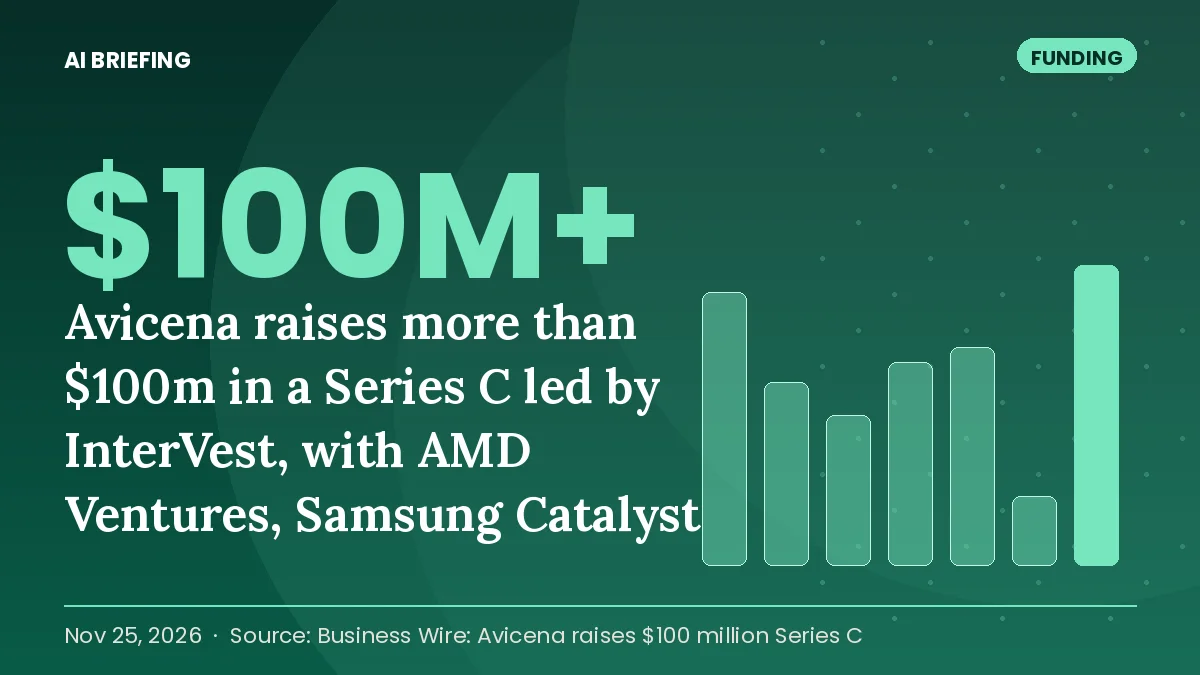 AI BRIEFING
FUNDING
$100M+
Avicena raises more than
$100m in a Series C led by
InterVest, with AMD
Ventures, Samsung Catalyst
Nov 25, 2026 · Source: Business Wire: Avicena raises $100 million Series C